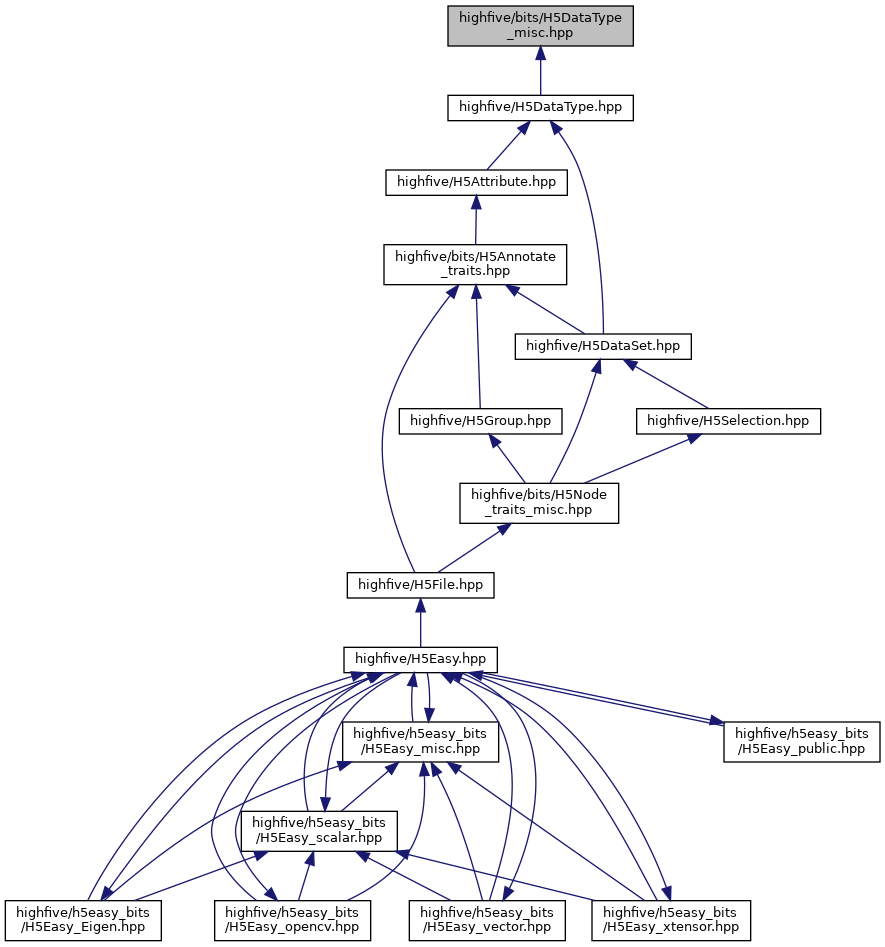 highfive/bits/H5DataType
_misc.hpp
highfive/H5DataType.hpp
highfive/H5Attribute.hpp
highfive/bits/H5Annotate
_traits.hpp
highfive/H5DataSet.hpp
highfive/H5Group.hpp
highfive/H5Selection.hpp
highfive/bits/H5Node
_traits_misc.hpp
highfive/H5File.hpp
highfive/H5Easy.hpp
highfive/h5easy_bits
/H5Easy_misc.hpp
highfive/h5easy_bits
/H5Easy_public.hpp
highfive/h5easy_bits
/H5Easy_scalar.hpp
highfive/h5easy_bits
/H5Easy_Eigen.hpp
highfive/h5easy_bits
/H5Easy_opencv.hpp
highfive/h5easy_bits
/H5Easy_vector.hpp
highfive/h5easy_bits
/H5Easy_xtensor.hpp